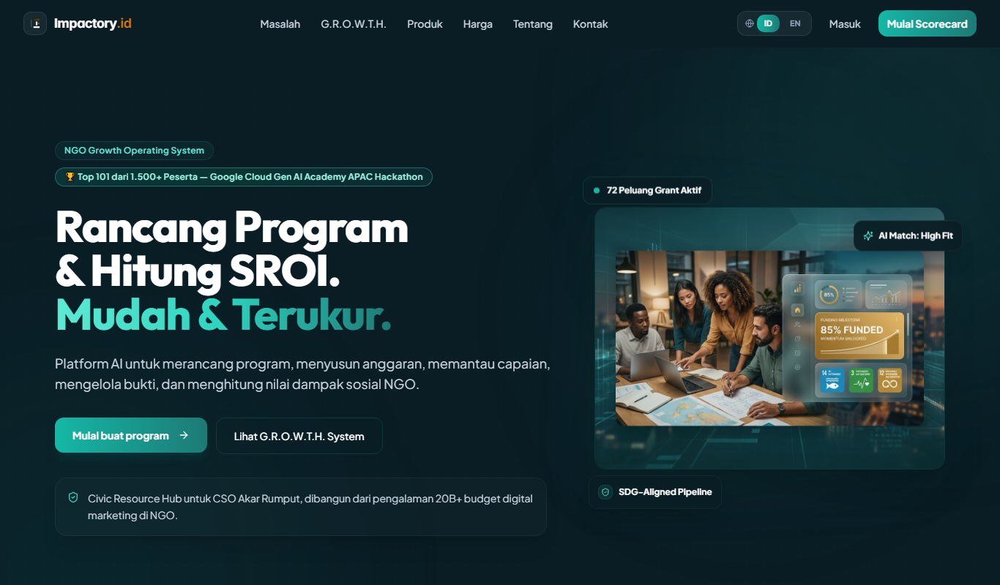 Impactory.id
Masalah
G.R.O.W.T.H.
Produk
Harga
Tentang
Kontak
ID
EN
Masuk
Mulai Scorecard
NGO Growth Operating System
Top 101 dari 1.500+ Peserta — Google Cloud Gen AI Academy APAC Hackathon
Rancang Program
& Hitung SROI.
Mudah & Terukur.
Platform AI untuk merancang program, menyusun anggaran, memantau capaian,
mengelola bukti, dan menghitung nilai dampak sosial NGO.
Mulai buat program
Lihat G.R.O.W.T.H. System
Civic Resource Hub untuk CSO Akar Rumput, dibangun dari pengalaman 20B+ budget digital
marketing di NGO.
72 Peluang Grant Aktif
AI Match: High Fit
85%
FUNDING MILESTONE
85% FUNDED
MOMENTUM UNLOCKED
14
3
12
SDG-Aligned Pipeline